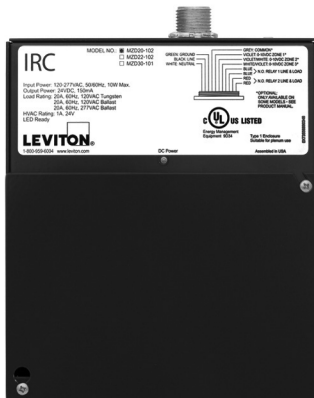 IRC
MODEL NO.: ■ MZD20-102
□ MZD22-102
□ MZD30-101
Input Power: 120-277VAC, 50/60Hz, 10W Max.
Output Power: 24VDC, 150mA
Load Rating: 20A, 60Hz, 120VAC Tungsten
20A, 60Hz, 120VAC Ballast
20A, 60Hz, 277VAC Ballast
HVAC Rating: 1A, 24V
LED Ready
LEVITON®
1-800-959-6004 www.leviton.com
GREEN: GROUND
BLACK: LINE
WHITE: NEUTRAL
GREY: COMMON*
VIOLET: 0-10VDC ZONE 1*
VIOLET/WHITE: 0-10VDC ZONE 2*
WHITE/VIOLET: 0-10VDC ZONE 3*
BLUE
BLUE
N.O. RELAY 1 LINE & LOAD
RED
RED
N.O. RELAY 2 LINE & LOAD
*OPTIONAL:
ONLY AVAILABLE ON
SOME MODELS - SEE
PRODUCT MANUAL.
C UL US LISTED
Energy Management
Equipment 9D34
Type 1 Enclosure
Suitable for plenum use
DC Power
Assembled in USA